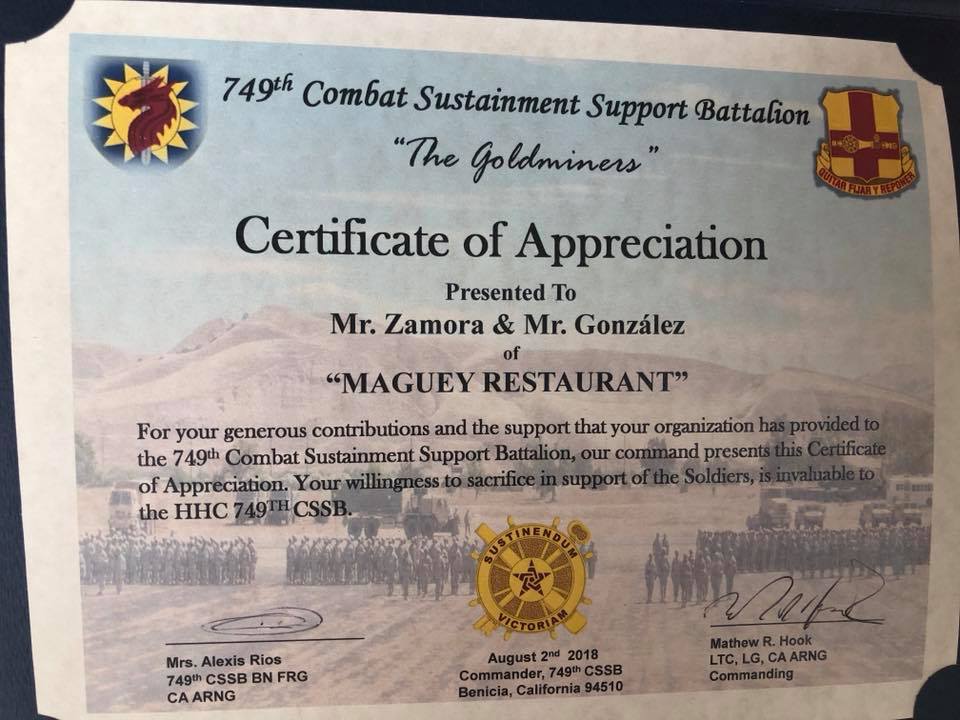 749th Combat Sustainment Support Battalion
“The Goldminers”
QUITAR FIJAR Y REPONER
Certificate of Appreciation
Presented To
Mr. Zamora & Mr. González
of
“MAGUEY RESTAURANT”
For your generous contributions and the support that your organization has provided to
the 749th Combat Sustainment Support Battalion, our command presents this Certificate
of Appreciation. Your willingness to sacrifice in support of the Soldiers, is invaluable to
the HHC 749TH CSSB.
SUSTINENDUM
VICTORIAM
Mrs. Alexis Rios
749th CSSB BN FRG
CA ARNG
August 2nd 2018
Commander, 749th CSSB
Benicia, California 94510
Mathew R. Hook
LTC, LG, CA ARNG
Commanding